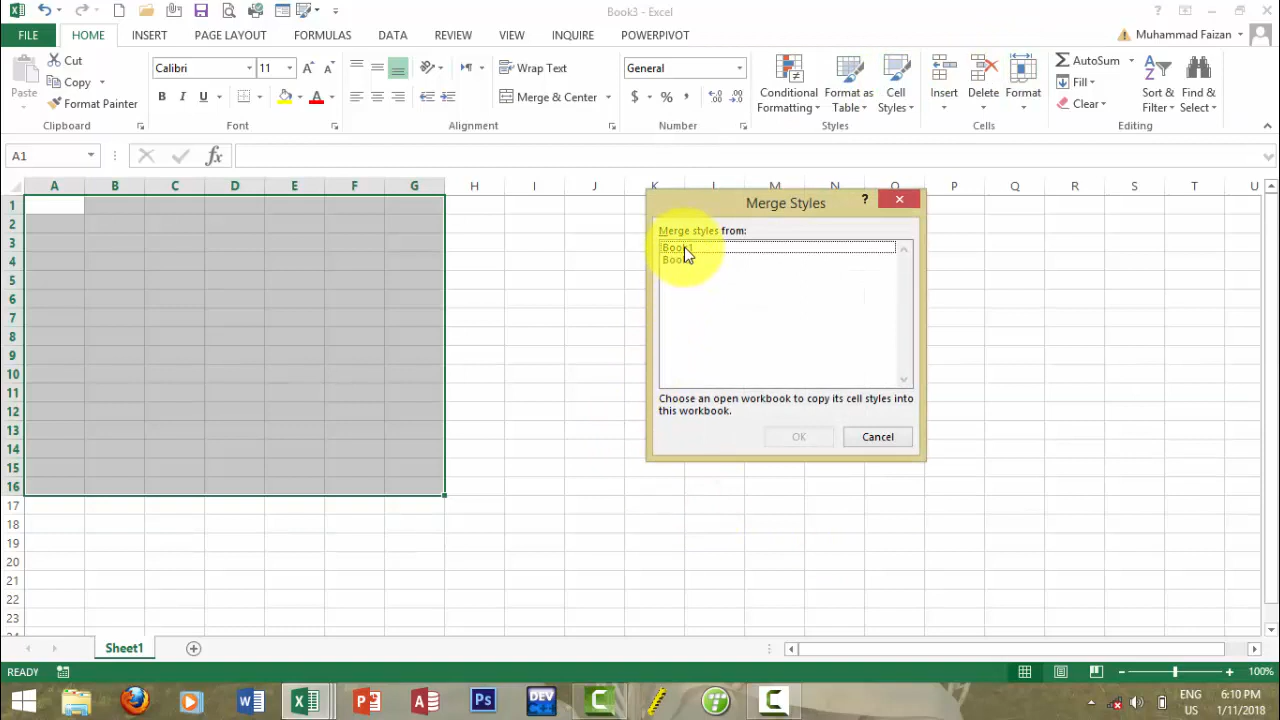 Book3 - Excel
FILE HOME INSERT PAGE LAYOUT FORMULAS DATA REVIEW VIEW INQUIRE POWERPIVOT Muhammad Faizan
Paste
Cut
Copy
Format Painter
Clipboard
Calibri 11
B I U
Font
Wrap Text
Merge & Center
Alignment
General
$ % ,
Number
Conditional Formatting
Format as Table
Cell Styles
Styles
Insert Delete Format
Cells
AutoSum
Fill
Clear
Sort & Filter
Find & Select
Editing
A1
A B C D E F G H I J K L M N O P Q R S T U
1
2
3
4
5
6
7
8
9
10
11
12
13
14
15
16
17
18
19
20
21
22
23
24
Merge Styles
Merge styles from:
Book1
Choose an open workbook to copy its cell styles into
this workbook.
OK Cancel
Sheet1
READY 100%
ENG 6:10 PM
US 1/11/2018